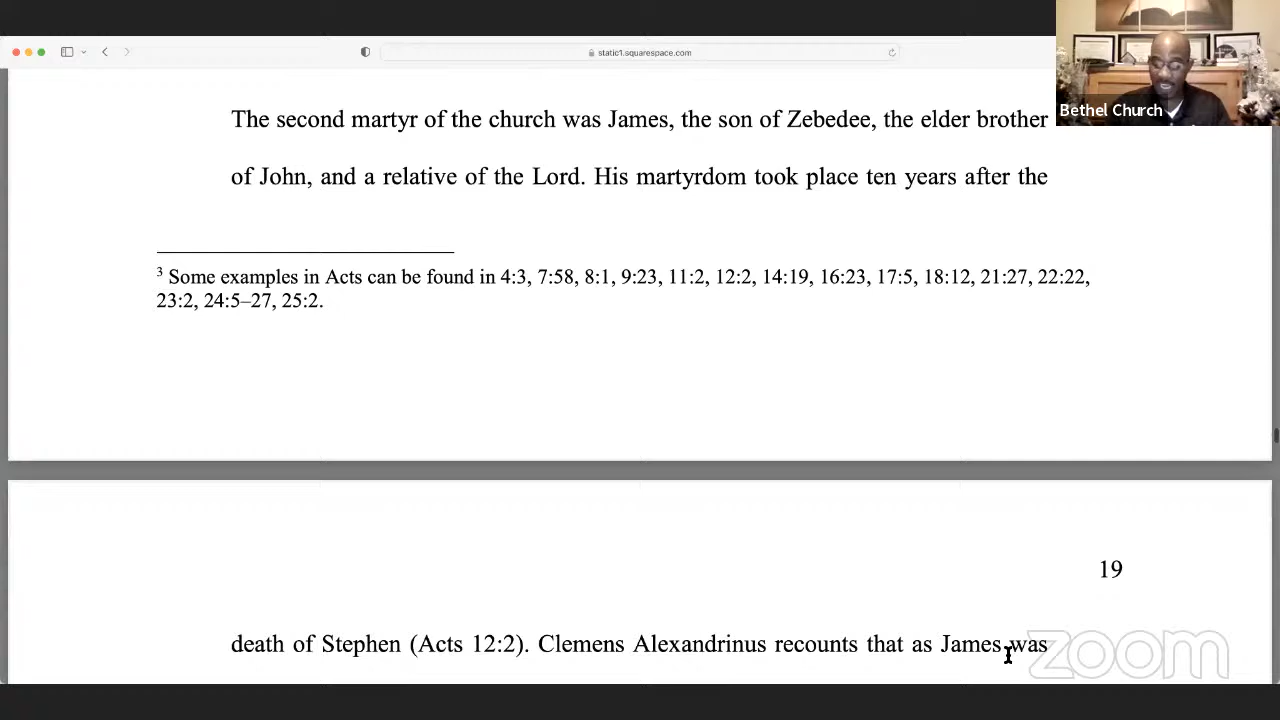 static1.squarespace.com
Bethel Church
The second martyr of the church was James, the son of Zebedee, the elder brother
of John, and a relative of the Lord. His martyrdom took place ten years after the
3 Some examples in Acts can be found in 4:3, 7:58, 8:1, 9:23, 11:2, 12:2, 14:19, 16:23, 17:5, 18:12, 21:27, 22:22,
23:2, 24:5–27, 25:2.
19
death of Stephen (Acts 12:2). Clemens Alexandrinus recounts that as James was
zoom